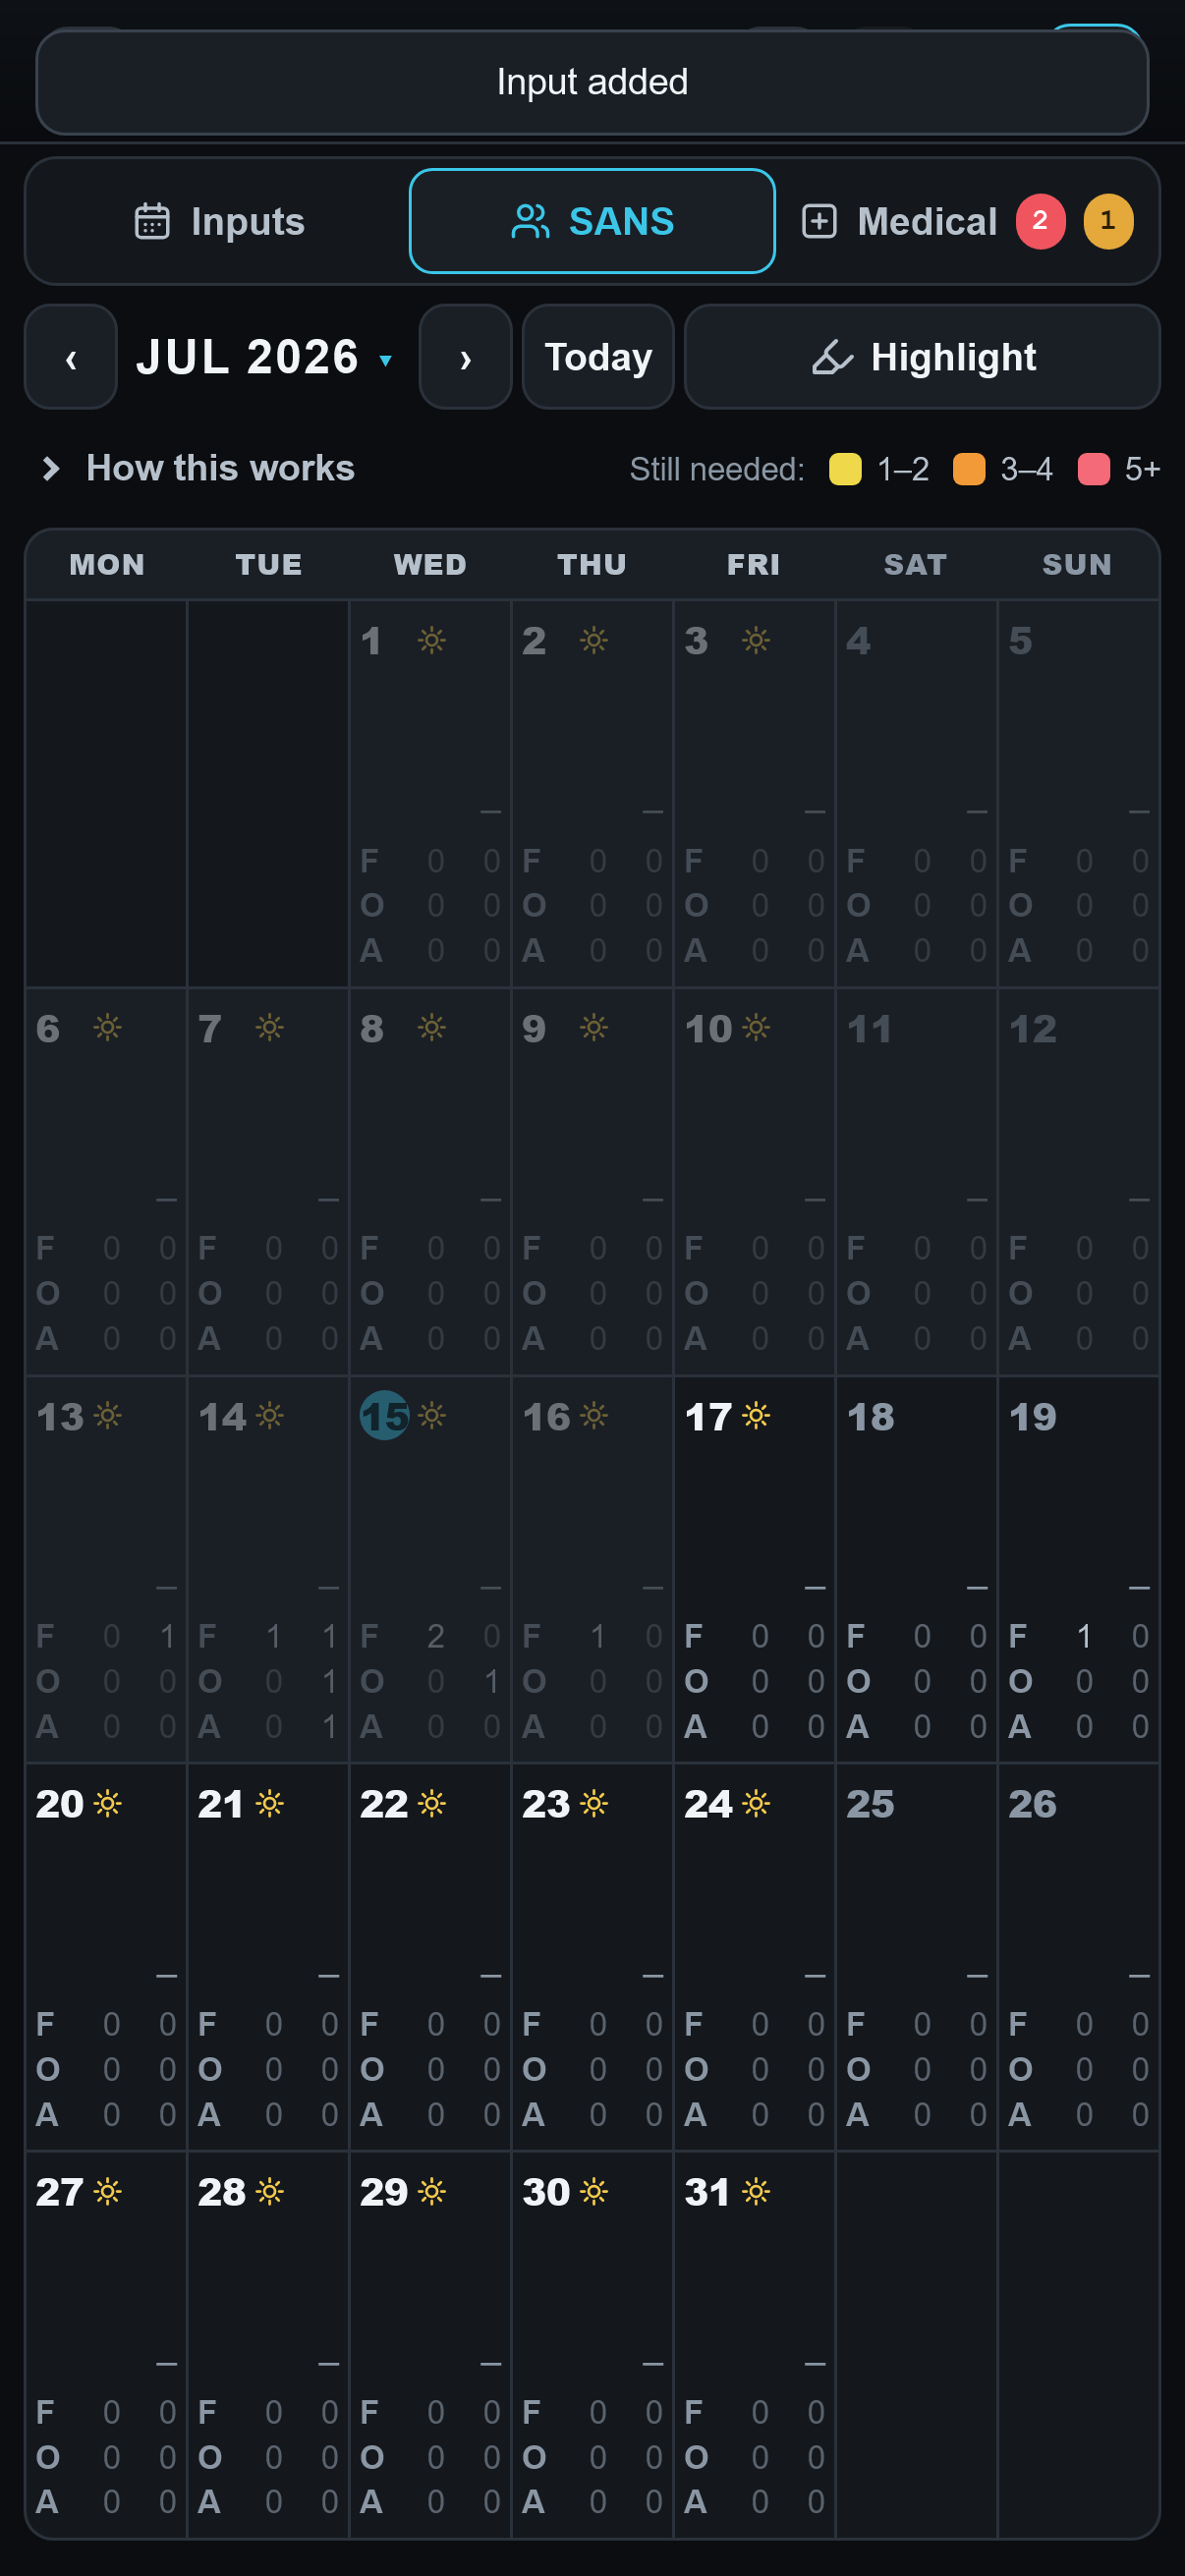 Input added
Inputs SANS Medical 2 1
‹ JUL 2026 ▼ › Today Highlight
How this works Still needed: 1–2 3–4 5+
MON TUE WED THU FRI SAT SUN
1 2 3 4 5
– – – – –
F 0 0 F 0 0 F 0 0 F 0 0 F 0 0
O 0 0 O 0 0 O 0 0 O 0 0 O 0 0
A 0 0 A 0 0 A 0 0 A 0 0 A 0 0
6 7 8 9 10 11 12
– – – – – – –
F 0 0 F 0 0 F 0 0 F 0 0 F 0 0 F 0 0 F 0 0
O 0 0 O 0 0 O 0 0 O 0 0 O 0 0 O 0 0 O 0 0
A 0 0 A 0 0 A 0 0 A 0 0 A 0 0 A 0 0 A 0 0
13 14 15 16 17 18 19
– – – – – – –
F 0 1 F 1 1 F 2 0 F 1 0 F 0 0 F 0 0 F 1 0
O 0 0 O 0 1 O 0 1 O 0 0 O 0 0 O 0 0 O 0 0
A 0 0 A 0 1 A 0 0 A 0 0 A 0 0 A 0 0 A 0 0
20 21 22 23 24 25 26
– – – – – – –
F 0 0 F 0 0 F 0 0 F 0 0 F 0 0 F 0 0 F 0 0
O 0 0 O 0 0 O 0 0 O 0 0 O 0 0 O 0 0 O 0 0
A 0 0 A 0 0 A 0 0 A 0 0 A 0 0 A 0 0 A 0 0
27 28 29 30 31
– – – – –
F 0 0 F 0 0 F 0 0 F 0 0 F 0 0
O 0 0 O 0 0 O 0 0 O 0 0 O 0 0
A 0 0 A 0 0 A 0 0 A 0 0 A 0 0